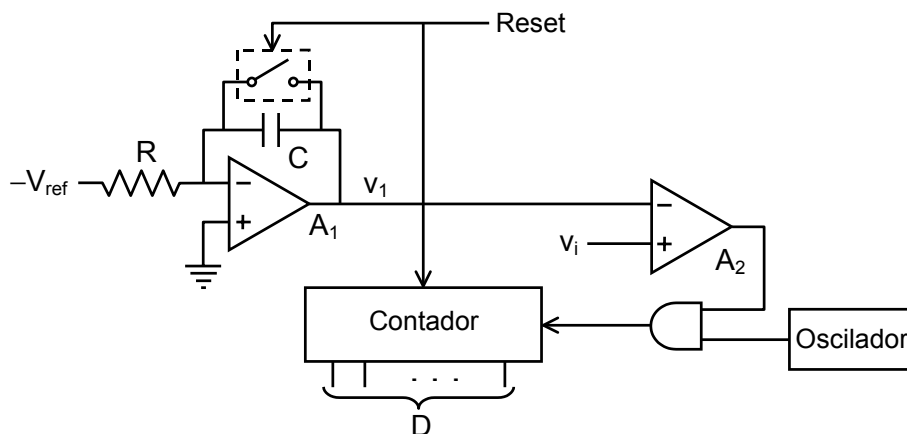 Reset
R
C
–Vref
–
+
A1
v1
–
vi
+
A2
Contador
Oscilador
. . .
D